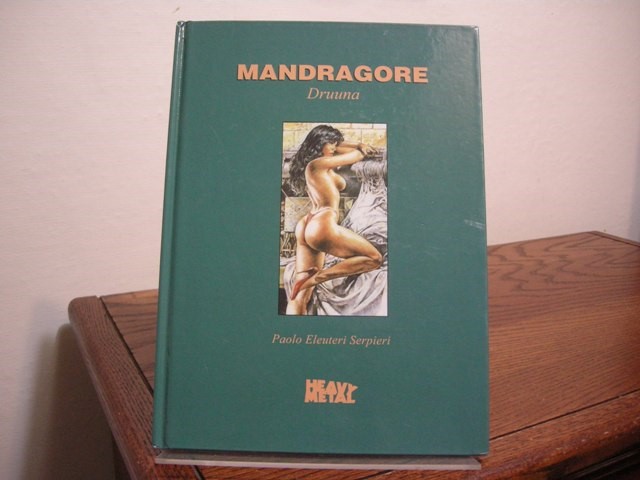 MANDRAGORE
Druuna
Paolo Eleuteri Serpieri
HEAVY
METAL